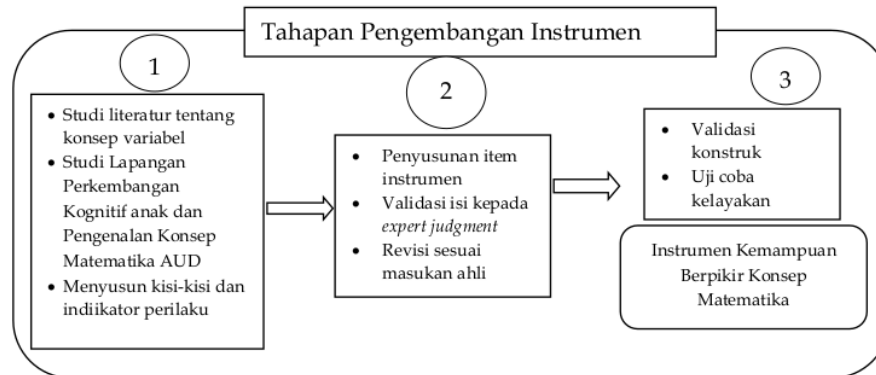 Tahapan Pengembangan Instrumen
1
• Studi literatur tentang
konsep variabel
• Studi Lapangan
Perkembangan
Kognitif anak dan
Pengenalan Konsep
Matematika AUD
• Menyusun kisi-kisi dan
indiikator perilaku
2
• Penyusunan item
instrumen
• Validasi isi kepada
expert judgment
• Revisi sesuai
masukan ahli
3
• Validasi
konstruk
• Uji coba
kelayakan
Instrumen Kemampuan
Berpikir Konsep
Matematika